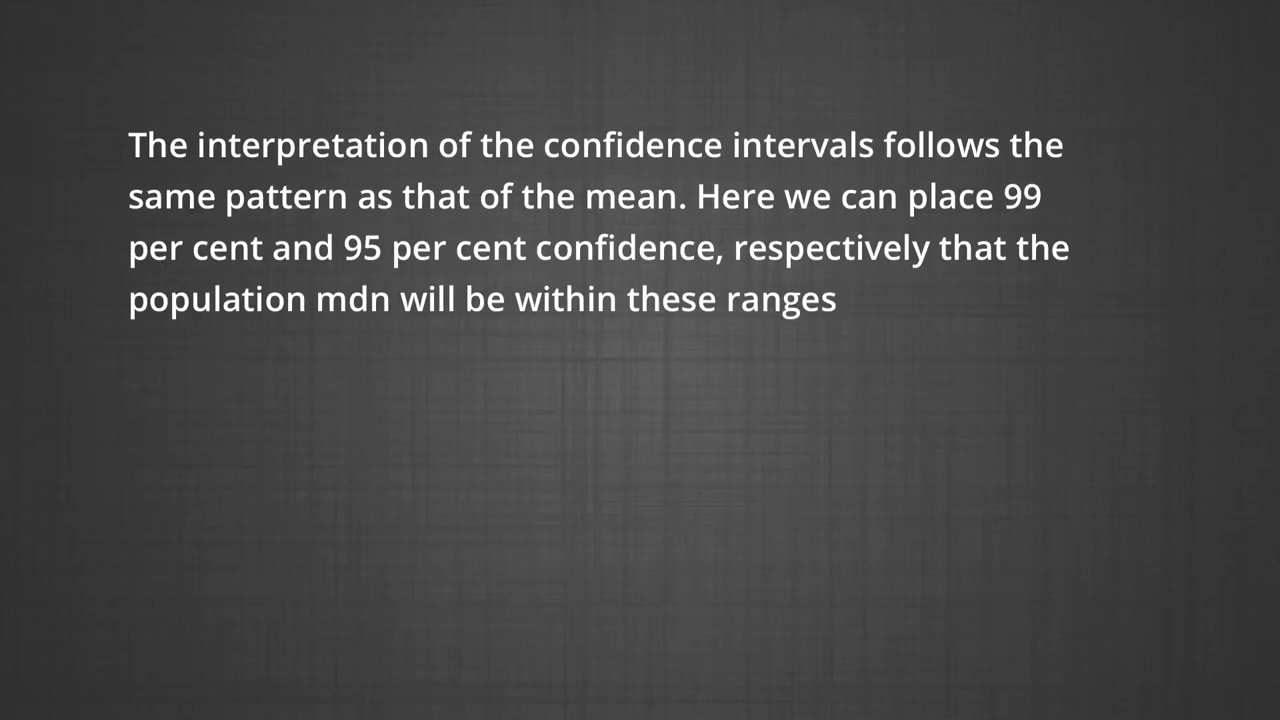 The interpretation of the confidence intervals follows the
same pattern as that of the mean. Here we can place 99
per cent and 95 per cent confidence, respectively that the
population mdn will be within these ranges